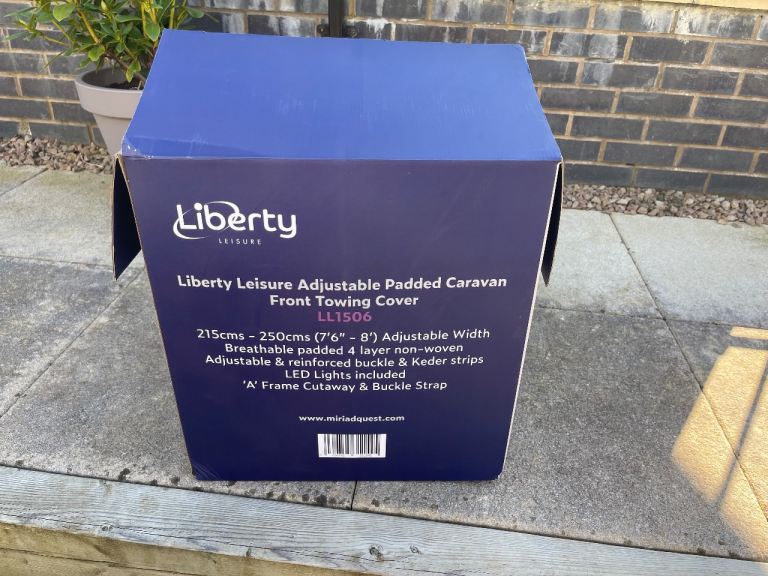 Liberty
LEISURE
Liberty Leisure Adjustable Padded Caravan
Front Towing Cover
LL1506
215cms - 250cms (7'6" - 8') Adjustable Width
Breathable padded 4 layer non-woven
Adjustable & reinforced buckle & Keder strips
LED Lights included
'A' Frame Cutaway & Buckle Strap
www.miriadquest.com